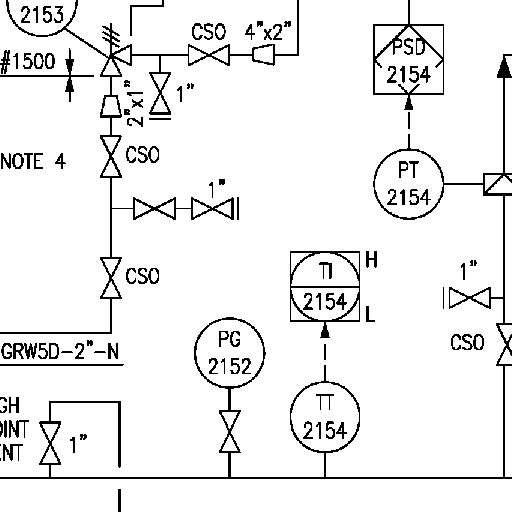 2153
CSO
4"x2"
#1500
1"
2"x1"
PSD
2154
NOTE 4
CSO
PT
2154
1"
TI
2154
H
L
CSO
1"
GRW5D-2"-N
PG
2152
CSO
GH
OINT
ENT
1"
TT
2154